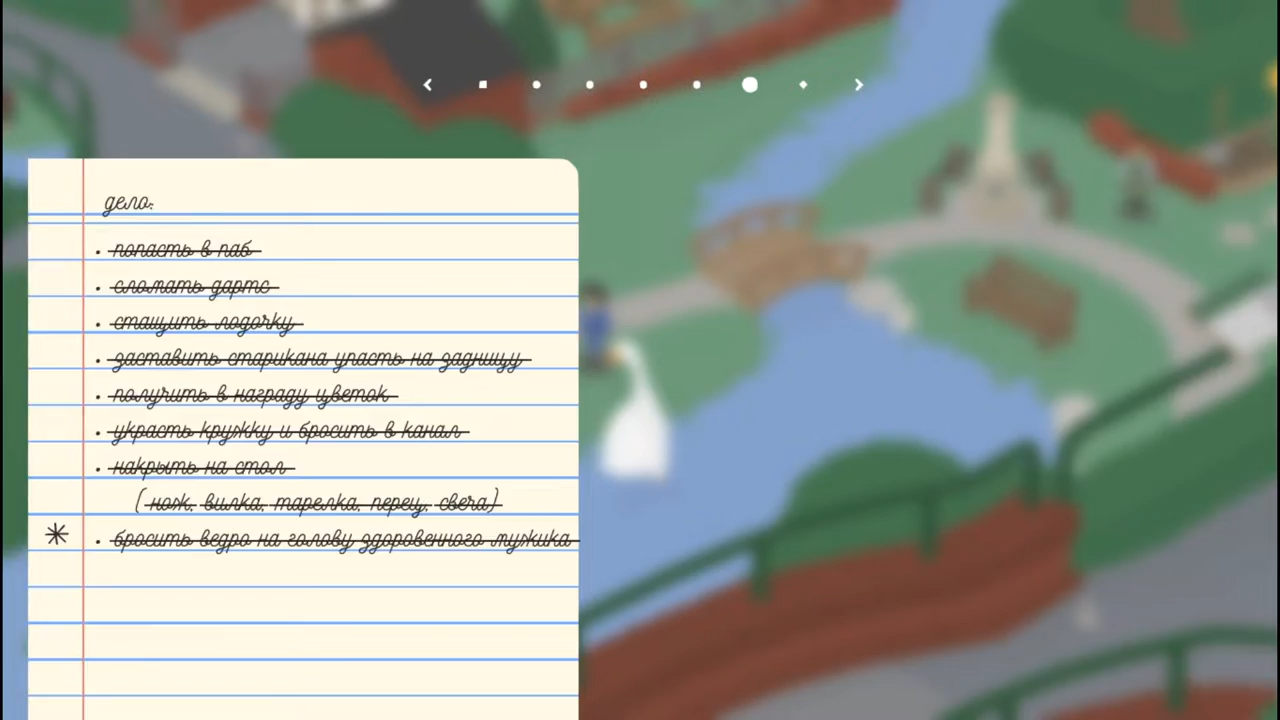 дело:
• попасть в паб
• сломать дартс
• стащить лодочку
• заставить старикана упасть на задницу
• получить в награду цветок
• украсть кружку и бросить в канал
• накрыть на стол
(нож, вилка, тарелка, перец, свеча)
• бросить ведро на голову здоровенного мужика